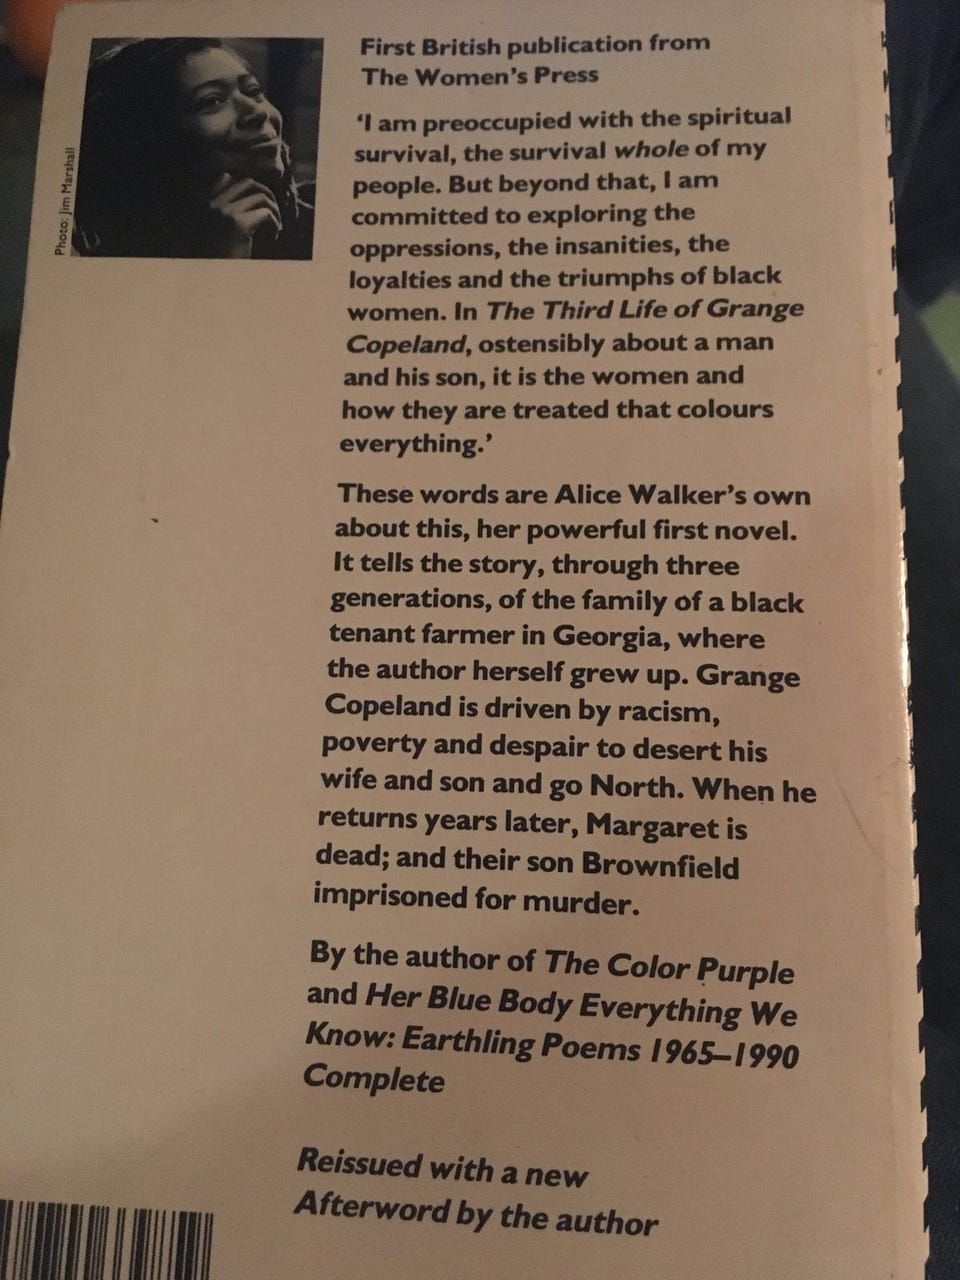 Photo: Jim Marshall
First British publication from
The Women's Press
'I am preoccupied with the spiritual
survival, the survival whole of my
people. But beyond that, I am
committed to exploring the
oppressions, the insanities, the
loyalties and the triumphs of black
women. In The Third Life of Grange
Copeland, ostensibly about a man
and his son, it is the women and
how they are treated that colours
everything.'
These words are Alice Walker's own
about this, her powerful first novel.
It tells the story, through three
generations, of the family of a black
tenant farmer in Georgia, where
the author herself grew up. Grange
Copeland is driven by racism,
poverty and despair to desert his
wife and son and go North. When he
returns years later, Margaret is
dead; and their son Brownfield
imprisoned for murder.
By the author of The Color Purple
and Her Blue Body Everything We
Know: Earthling Poems 1965–1990
Complete
Reissued with a new
Afterword by the author